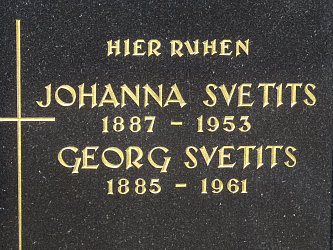 HIER RUHEN
JOHANNA SVETITS
1887 - 1953
GEORG SVETITS
1885 - 1961